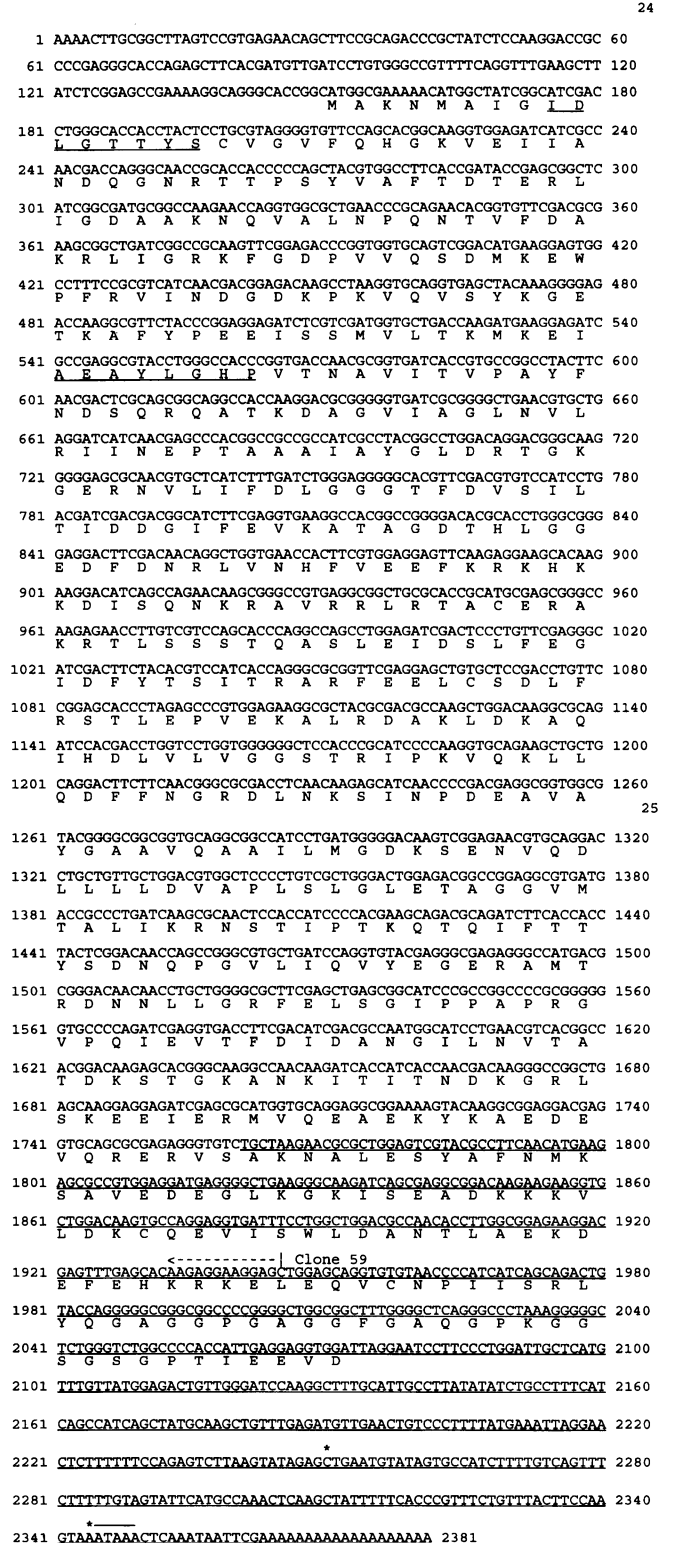 24
1 AAAACTTGCGGCTTAGTCCGTGAGAACAGCTTCCGCAGACCCGCTATCTCCAAGGACCGC 60
61 CCCGAGGGCACCAGAGCTTCACGATGTTGATCCTGTGGGCCGTTTTCAGGTTTGAAGCTT 120
121 ATCTCGGAGCCGAAAAGGCAGGGCACCGGCATGGCGAAAAACATGGCTATCGGCATCGAC 180
M A K N M A I G I D
181 CTGGGCACCACCTACTCCTGCGTAGGGGTGTTCCAGCACGGCAAGGTGGAGATCATCGCC 240
L G T T Y S C V G V F Q H G K V E I I A
241 AACGACCAGGGCAACCGCACCACCCCCAGCTACGTGGCCTTCACCGATACCGAGCGGCTC 300
N D Q G N R T T P S Y V A F T D T E R L
301 ATCGGCGATGCGGCCAAGAACCAGGTGGCGCTGAACCCGCAGAACACGGTGTTCGACGCG 360
I G D A A K N Q V A L N P Q N T V F D A
361 AAGCGGCTGATCGGCCGCAAGTTCGGAGACCCGGTGGTGCAGTCGGACATGAAGGAGTGG 420
K R L I G R K F G D P V V Q S D M K E W
421 CCTTTCCGCGTCATCAACGACGGAGACAAGCCTAAGGTGCAGGTGAGCTACAAAGGGGAG 480
P F R V I N D G D K P K V Q V S Y K G E
481 ACCAAGGCGTTCTACCCGGAGGAGATCTCGTCGATGGTGCTGACCAAGATGAAGGAGATC 540
T K A F Y P E E I S S M V L T K M K E I
541 GCCGAGGCGTACCTGGGCCACCCGGTGACCAACGCGGTGATCACCGTGCCGGCCTACTTC 600
A E A Y L G H P V T N A V I T V P A Y F
601 AACGACTCGCAGCGGCAGGCCACCAAGGACGCGGGGGTGATCGCGGGGCTGAACGTGCTG 660
N D S Q R Q A T K D A G V I A G L N V L
661 AGGATCATCAACGAGCCCACGGCCGCCGCCATCGCCTACGGCCTGGACAGGACGGGCAAG 720
R I I N E P T A A A I A Y G L D R T G K
721 GGGGAGCGCAACGTGCTCATCTTTGATCTGGGAGGGGGCACGTTCGACGTGTCCATCCTG 780
G E R N V L I F D L G G G T F D V S I L
781 ACGATCGACGACGGCATCTTCGAGGTGAAGGCCACGGCCGGGGACACGCACCTGGGCGGG 840
T I D D G I F E V K A T A G D T H L G G
841 GAGGACTTCGACAACAGGCTGGTGAACCACTTCGTGGAGGAGTTCAAGAGGAAGCACAAG 900
E D F D N R L V N H F V E E F K R K H K
901 AAGGACATCAGCCAGAACAAGCGGGCCGTGAGGCGGCTGCGCACCGCATGCGAGCGGGCC 960
K D I S Q N K R A V R R L R T A C E R A
961 AAGAGAACCTTGTCGTCCAGCACCCAGGCCAGCCTGGAGATCGACTCCCTGTTCGAGGGC 1020
K R T L S S S T Q A S L E I D S L F E G
1021 ATCGACTTCTACACGTCCATCACCAGGGCGCGGTTCGAGGAGCTGTGCTCCGACCTGTTC 1080
I D F Y T S I T R A R F E E L C S D L F
1081 CGGAGCACCCTAGAGCCCGTGGAGAAGGCGCTACGCGACGCCAAGCTGGACAAGGCGCAG 1140
R S T L E P V E K A L R D A K L D K A Q
1141 ATCCACGACCTGGTCCTGGTGGGGGGCTCCACCCGCATCCCCAAGGTGCAGAAGCTGCTG 1200
I H D L V L V G G S T R I P K V Q K L L
1201 CAGGACTTCTTCAACGGGCGCGACCTCAACAAGAGCATCAACCCCGACGAGGCGGTGGCG 1260
Q D F F N G R D L N K S I N P D E A V A
25
1261 TACGGGGCGGCGGTGCAGGCGGCCATCCTGATGGGGGACAAGTCGGAGAACGTGCAGGAC 1320
Y G A A V Q A A I L M G D K S E N V Q D
1321 CTGCTGTTGCTGGACGTGGCTCCCCTGTCGCTGGGACTGGAGACGGCCGGAGGCGTGATG 1380
L L L L D V A P L S L G L E T A G G V M
1381 ACCGCCCTGATCAAGCGCAACTCCACCATCCCCACGAAGCAGACGCAGATCTTCACCACC 1440
T A L I K R N S T I P T K Q T Q I F T T
1441 TACTCGGACAACCAGCCGGGCGTGCTGATCCAGGTGTACGAGGGCGAGAGGGCCATGACG 1500
Y S D N Q P G V L I Q V Y E G E R A M T
1501 CGGGACAACAACCTGCTGGGGCGCTTCGAGCTGAGCGGCATCCCGCCGGCCCCGCGGGGG 1560
R D N N L L G R F E L S G I P P A P R G
1561 GTGCCCCAGATCGAGGTGACCTTCGACATCGACGCCAATGGCATCCTGAACGTCACGGCC 1620
V P Q I E V T F D I D A N G I L N V T A
1621 ACGGACAAGAGCACGGGCAAGGCCAACAAGATCACCATCACCAACGACAAGGGCCGGCTG 1680
T D K S T G K A N K I T I T N D K G R L
1681 AGCAAGGAGGAGATCGAGCGCATGGTGCAGGAGGCGGAAAAGTACAAGGCGGAGGACGAG 1740
S K E E I E R M V Q E A E K Y K A E D E
1741 GTGCAGCGCGAGAGGGTGTCTGCTAAGAACGCGCTGGAGTCGTACGCCTTCAACATGAAG 1800
V Q R E R V S A K N A L E S Y A F N M K
1801 AGCGCCGTGGAGGATGAGGGGCTGAAGGGCAAGATCAGCGAGGCGGACAAGAAGAAGGTG 1860
S A V E D E G L K G K I S E A D K K K V
1861 CTGGACAAGTGCCAGGAGGTGATTTCCTGGCTGGACGCCAACACCTTGGCGGAGAAGGAC 1920
L D K C Q E V I S W L D A N T L A E K D
<----------- | Clone 59
1921 GAGTTTGAGCACAAGAGGAAGGAGCTGGAGCAGGTGTGTAACCCCATCATCAGCAGACTG 1980
E F E H K R K E L E Q V C N P I I S R L
1981 TACCAGGGGGCGGGCGGCCCCGGGGCTGGCGGCTTTGGGGCTCAGGGCCCTAAAGGGGGC 2040
Y Q G A G G P G A G G F G A Q G P K G G
2041 TCTGGGTCTGGCCCCACCATTGAGGAGGTGGATTAGGAATCCTTCCCTGGATTGCTCATG 2100
S G S G P T I E E V D
2101 TTTGTTATGGAGACTGTTGGGATCCAAGGCTTTGCATTGCCTTATATATCTGCCTTTCAT 2160
2161 CAGCCATCAGCTATGCAAGCTGTTTGAGATGTTGAACTGTCCCTTTTATGAAATTAGGAA 2220
*
2221 CTCTTTTTTTCCAGAGTCTTAAGTATAGAGCTGAATGTATAGTGCCATCTTTTGTCAGTTT 2280
2281 CTTTTTGTAGTATTCATGCCAAACTCAAGCTATTTTTCACCCGTTTCTGTTTACTTCCAA 2340
*
2341 GTAAATAAACTCAAATAATTCGAAAAAAAAAAAAAAAAAAA 2381